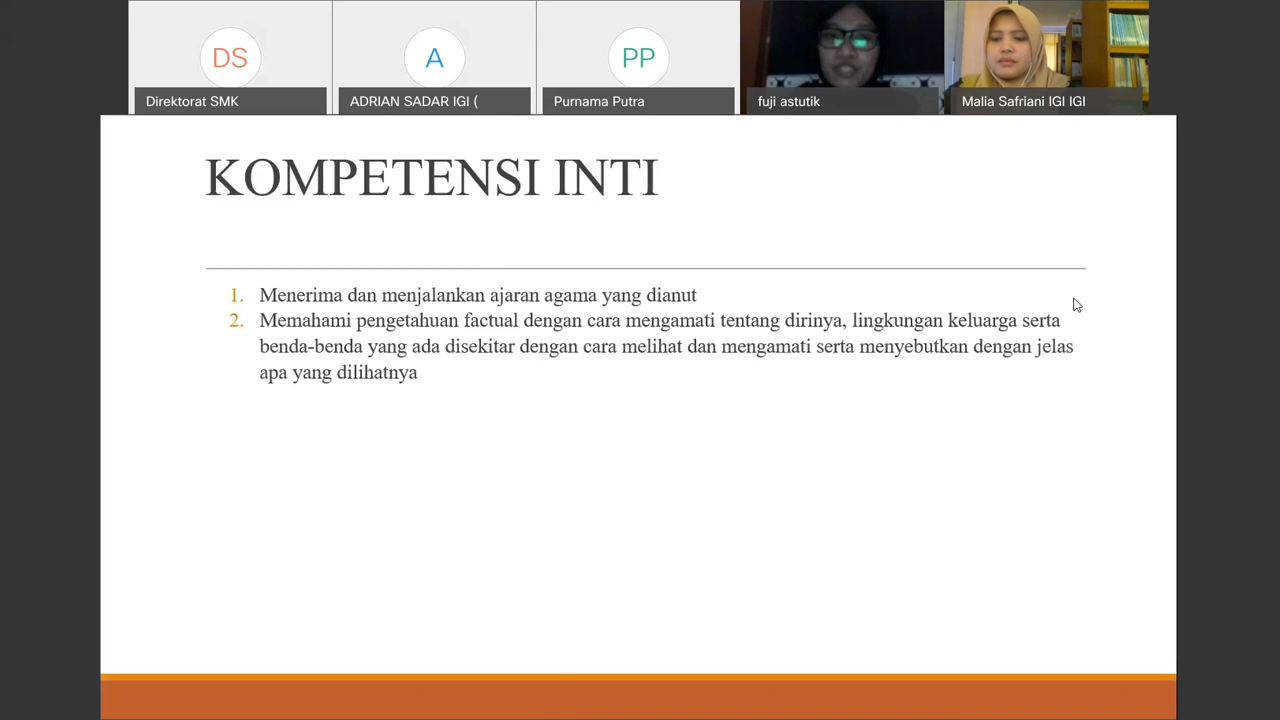 DS
A
PP
Direktorat SMK
ADRIAN SADAR IGI (
Purnama Putra
fuji astutik
Malia Safriani IGI IGI
KOMPETENSI INTI
1. Menerima dan menjalankan ajaran agama yang dianut
2. Memahami pengetahuan factual dengan cara mengamati tentang dirinya, lingkungan keluarga serta
benda-benda yang ada disekitar dengan cara melihat dan mengamati serta menyebutkan dengan jelas
apa yang dilihatnya